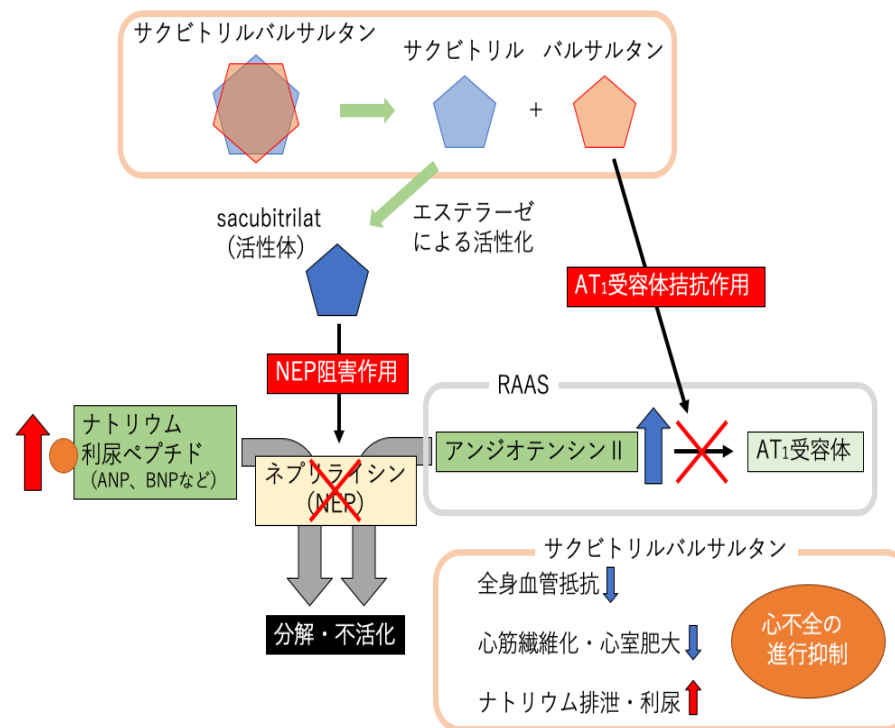 サクビトリルバルサルタン
サクビトリル
バルサルタン
+
sacubitrilat
(活性体)
エステラーゼ
による活性化
AT₁受容体拮抗作用
NEP阻害作用
RAAS
ナトリウム
利尿ペプチド
(ANP、BNPなど)
ネプリライシン
(NEP)
アンジオテンシンⅡ
AT₁受容体
分解・不活化
サクビトリルバルサルタン
全身血管抵抗
心筋繊維化・心室肥大
ナトリウム排泄・利尿
心不全の
進行抑制